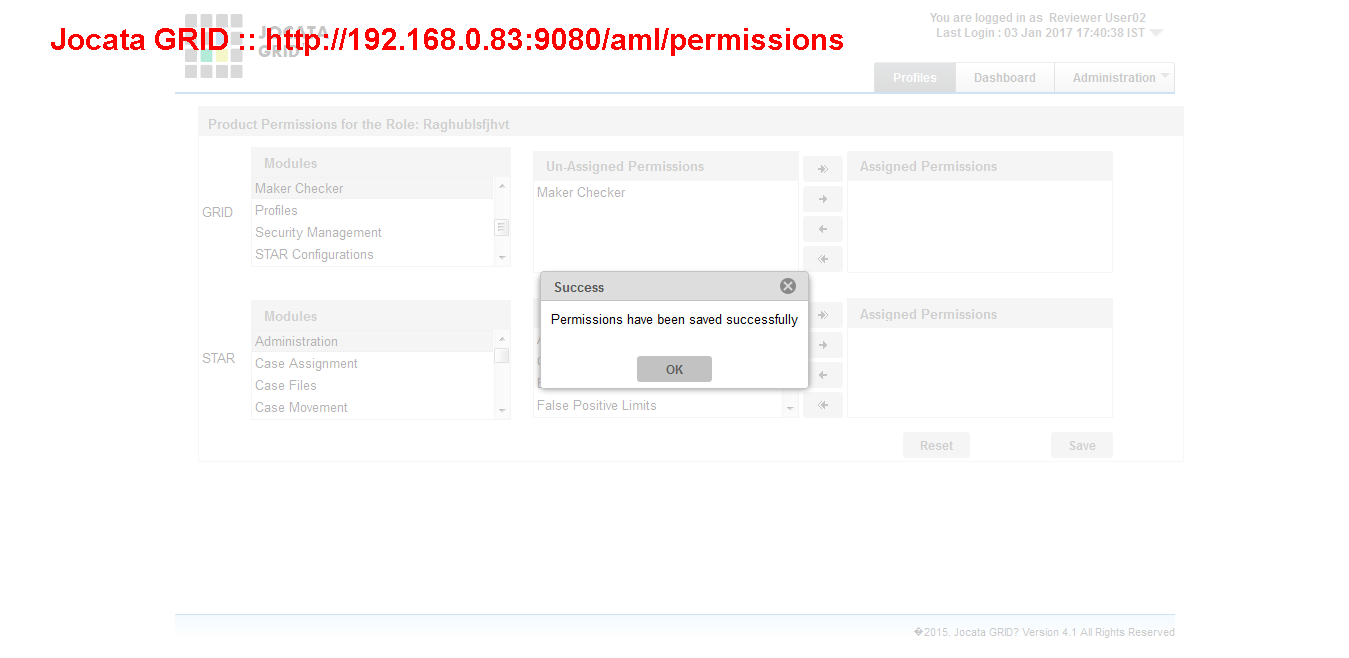 You are logged in as Reviewer User02
Last Login : 03 Jan 2017 17:40:38 IST
Jocata GRID :: http://192.168.0.83:9080/aml/permissions
JOCATA
GRID
Profiles
Dashboard
Administration
Product Permissions for the Role: Raghublsfjhvt
GRID
Modules
Maker Checker
Profiles
Security Management
STAR Configurations
Un-Assigned Permissions
Maker Checker
Assigned Permissions
Success
Permissions have been saved successfully
OK
STAR
Modules
Administration
Case Assignment
Case Files
Case Movement
False Positive Limits
Assigned Permissions
Reset
Save
�2015. Jocata GRID? Version 4.1 All Rights Reserved